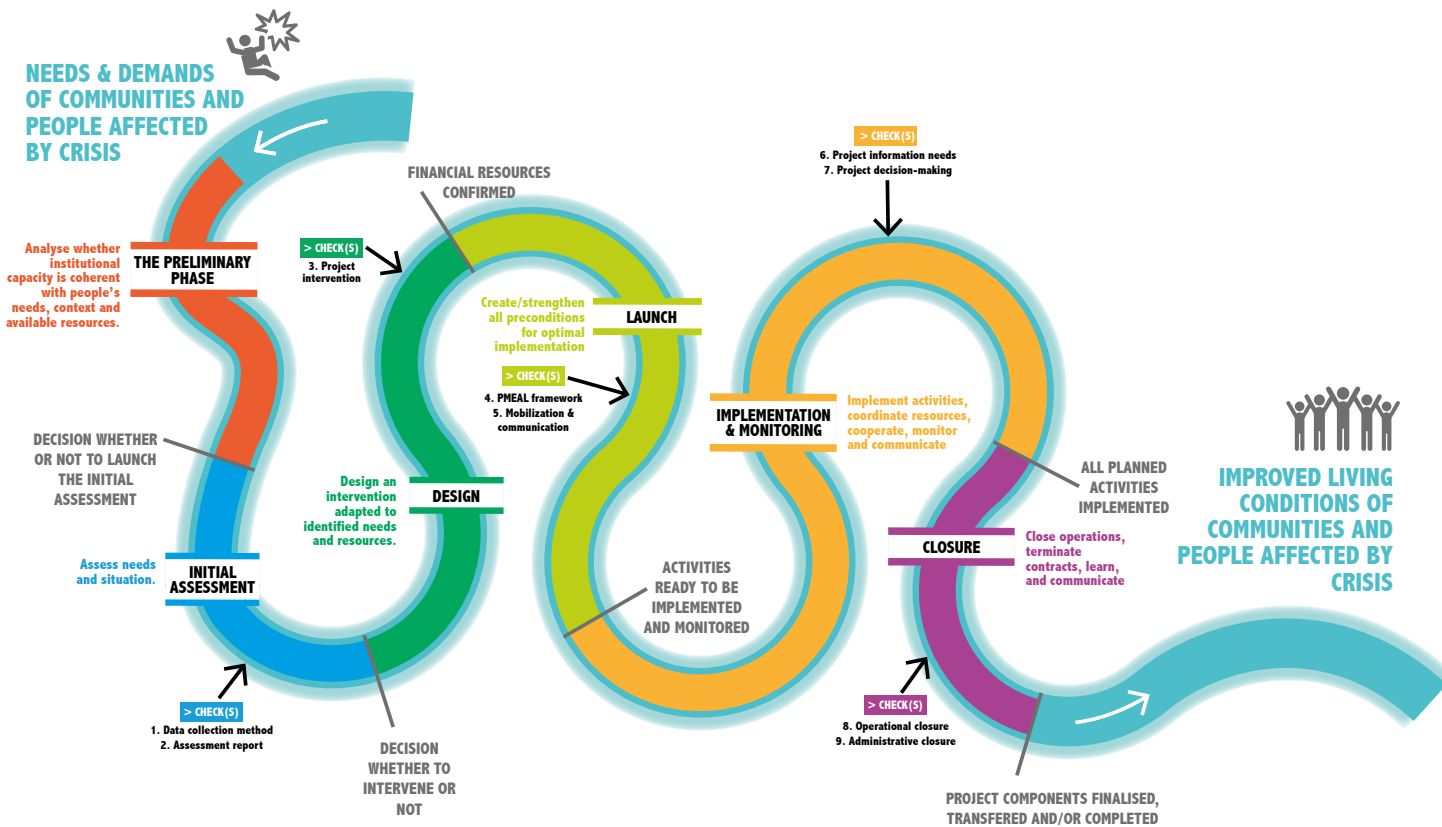 NEEDS & DEMANDS
OF COMMUNITIES AND
PEOPLE AFFECTED
BY CRISIS
Analyse whether
institutional
capacity is coherent
with people's
needs, context and
available resources.
THE PRELIMINARY
PHASE
DECISION WHETHER
OR NOT TO LAUNCH
THE INITIAL
ASSESSMENT
Assess needs
and situation.
INITIAL
ASSESSMENT
> CHECK(S)
1. Data collection method
2. Assessment report
DECISION
WHETHER TO
INTERVENE OR
NOT
Design an
intervention
adapted to
identified needs
and resources.
DESIGN
> CHECK(S)
3. Project
intervention
FINANCIAL RESOURCES
CONFIRMED
Create/strengthen
all preconditions
for optimal
implementation
LAUNCH
> CHECK(S)
4. PMEAL framework
5. Mobilization &
communication
ACTIVITIES
READY TO BE
IMPLEMENTED
AND MONITORED
IMPLEMENTATION
& MONITORING
Implement activities,
coordinate resources,
cooperate, monitor
and communicate
> CHECK(S)
6. Project information needs
7. Project decision-making
ALL PLANNED
ACTIVITIES
IMPLEMENTED
CLOSURE
Close operations,
terminate
contracts, learn,
and communicate
> CHECK(S)
8. Operational closure
9. Administrative closure
PROJECT COMPONENTS FINALISED,
TRANSFERED AND/OR COMPLETED
IMPROVED LIVING
CONDITIONS OF
COMMUNITIES AND
PEOPLE AFFECTED BY
CRISIS